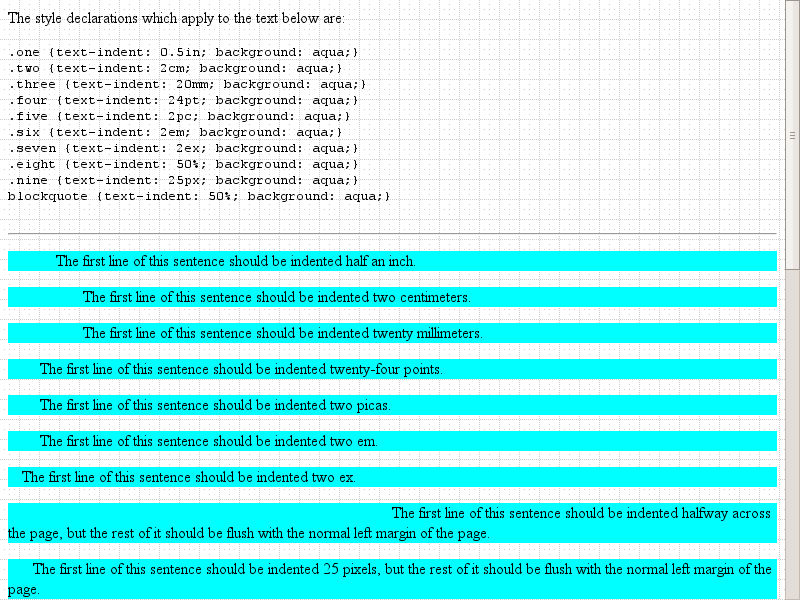 The style declarations which apply to the text below are:
.one {text-indent: 0.5in; background: aqua;}
.two {text-indent: 2cm; background: aqua;}
.three {text-indent: 20mm; background: aqua;}
.four {text-indent: 24pt; background: aqua;}
.five {text-indent: 2pc; background: aqua;}
.six {text-indent: 2em; background: aqua;}
.seven {text-indent: 2ex; background: aqua;}
.eight {text-indent: 50%; background: aqua;}
.nine {text-indent: 25px; background: aqua;}
blockquote {text-indent: 50%; background: aqua;}
The first line of this sentence should be indented half an inch.
The first line of this sentence should be indented two centimeters.
The first line of this sentence should be indented twenty millimeters.
The first line of this sentence should be indented twenty-four points.
The first line of this sentence should be indented two picas.
The first line of this sentence should be indented two em.
The first line of this sentence should be indented two ex.
The first line of this sentence should be indented halfway across
the page, but the rest of it should be flush with the normal left margin of the page.
The first line of this sentence should be indented 25 pixels, but the rest of it should be flush with the normal left margin of the
page.